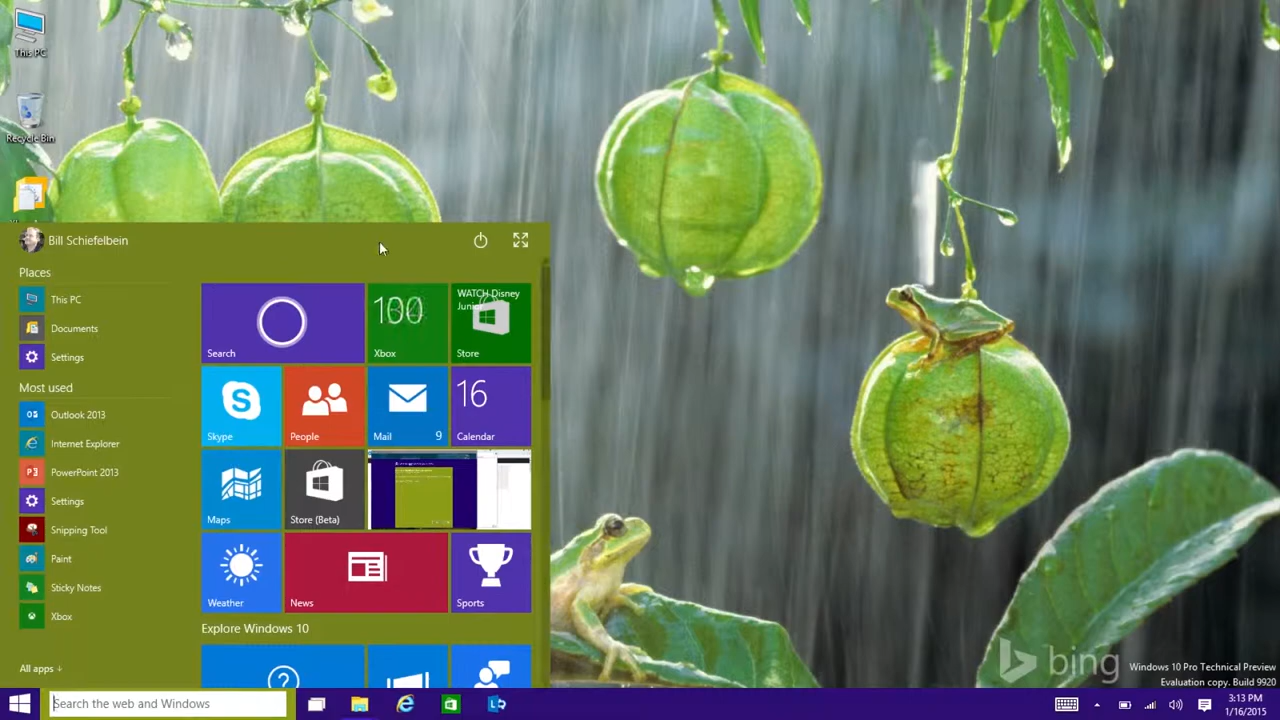 This PC
Recycle Bin
Bill Schiefelbein
Places
This PC
Documents
Settings
Most used
Outlook 2013
Internet Explorer
PowerPoint 2013
Settings
Snipping Tool
Paint
Sticky Notes
Xbox
All apps ↓
Search
100
Xbox
WATCH Disney
Junior
Store
Skype
People
Mail
9
16
Calendar
Maps
Store (Beta)
Weather
News
Sports
Explore Windows 10
bing
Windows 10 Pro Technical Preview
Evaluation copy. Build 9920
Search the web and Windows
3:13 PM
1/16/2015